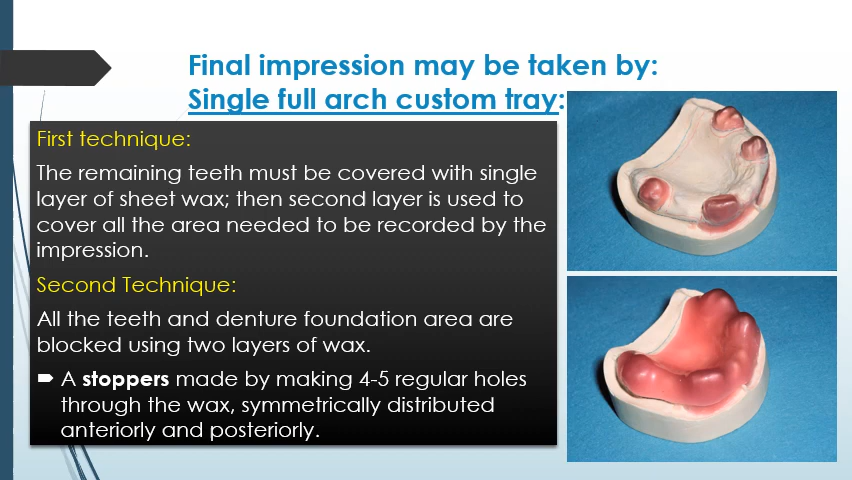 Final impression may be taken by:
Single full arch custom tray:
First technique:
The remaining teeth must be covered with single
layer of sheet wax; then second layer is used to
cover all the area needed to be recorded by the
impression.
Second Technique:
All the teeth and denture foundation area are
blocked using two layers of wax.
A stoppers made by making 4-5 regular holes
through the wax, symmetrically distributed
anteriorly and posteriorly.